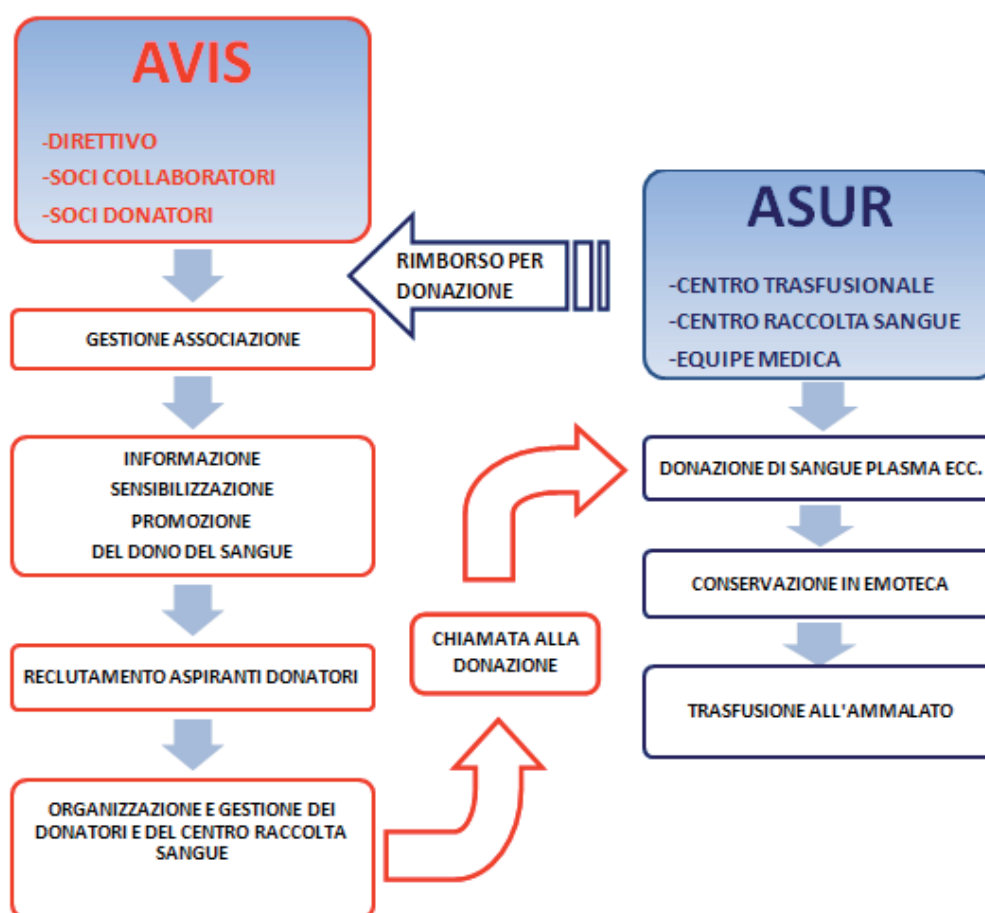 AVIS
-DIRETTIVO
-SOCI COLLABORATORI
-SOCI DONATORI
GESTIONE ASSOCIAZIONE
INFORMAZIONE
SENSIBILIZZAZIONE
PROMOZIONE
DEL DONO DEL SANGUE
RECLUTAMENTO ASPIRANTI DONATORI
ORGANIZZAZIONE E GESTIONE DEI
DONATORI E DEL CENTRO RACCOLTA
SANGUE
CHIAMATA ALLA
DONAZIONE
RIMBORSO PER
DONAZIONE
ASUR
-CENTRO TRASFUSIONALE
-CENTRO RACCOLTA SANGUE
-EQUIPE MEDICA
DONAZIONE DI SANGUE PLASMA ECC.
CONSERVAZIONE IN EMOTECA
TRASFUSIONE ALL'AMMALATO